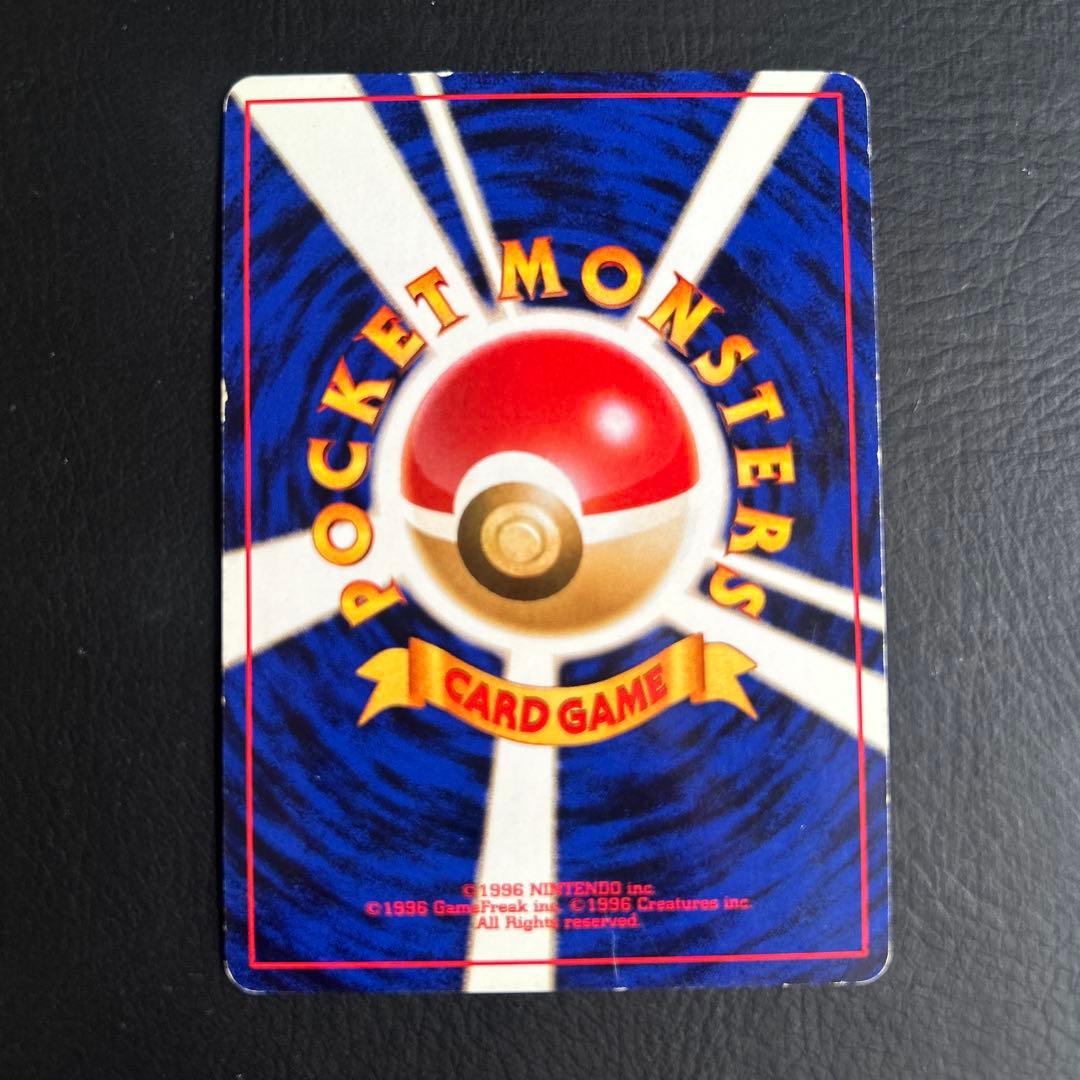 POCKET MONSTERS
CARD GAME
©1996 NINTENDO inc.
©1996 GameFreak inc. ©1996 Creatures inc.
All Rights reserved.